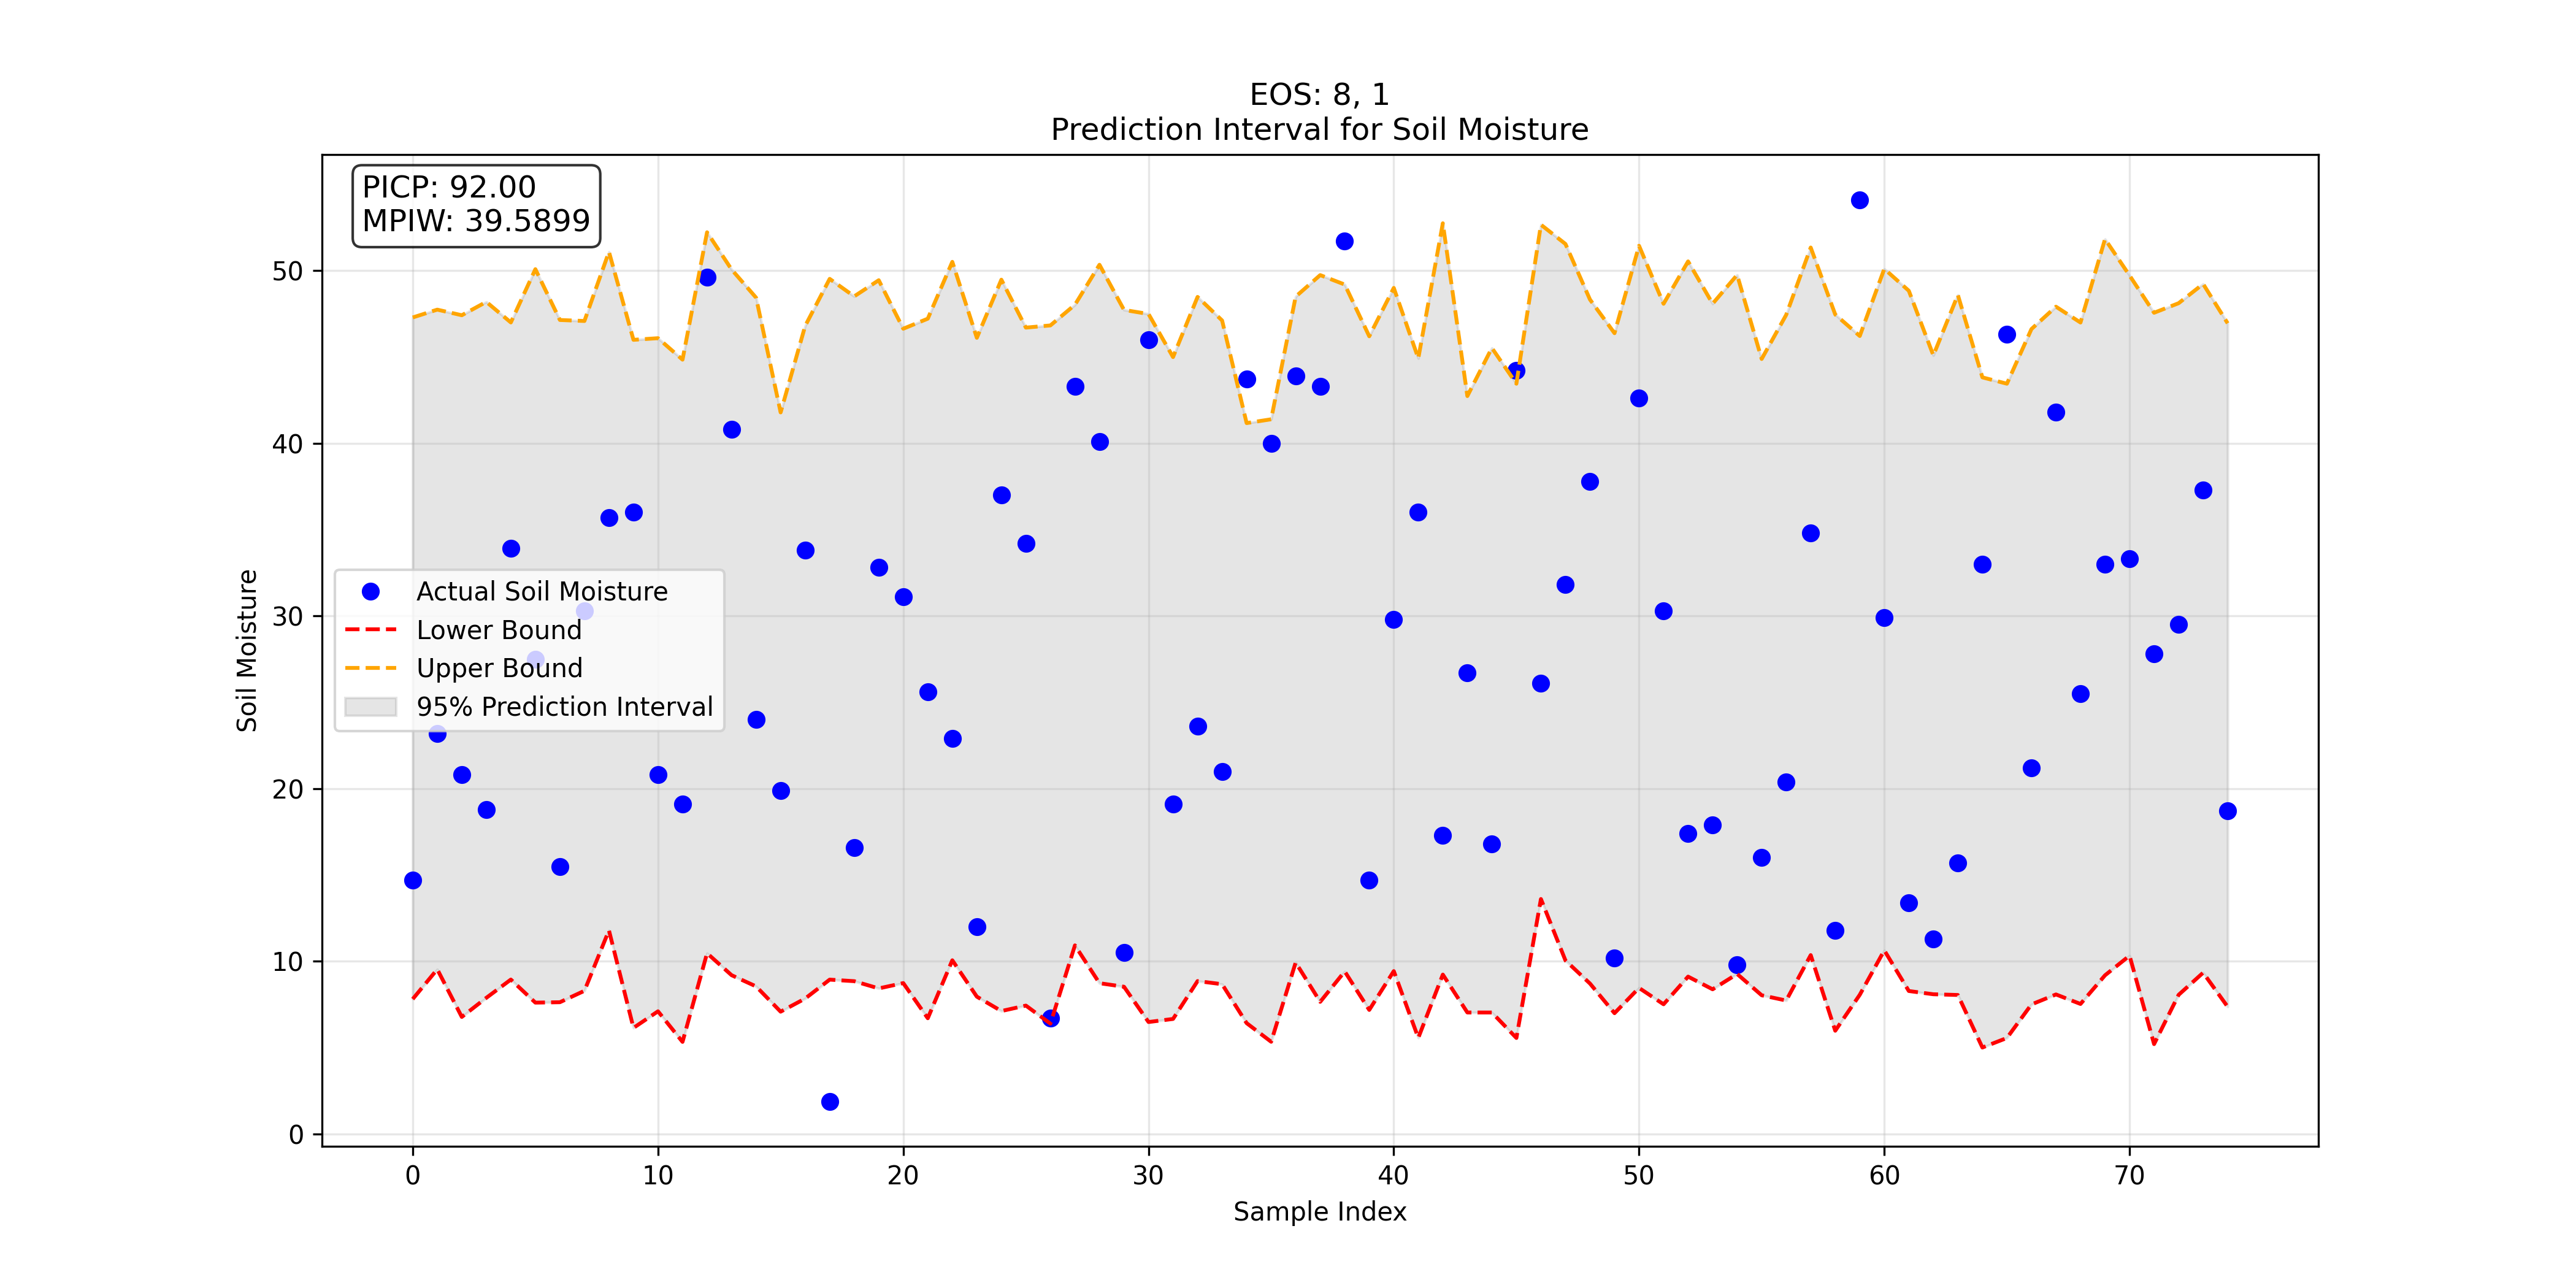 EOS: 8, 1
Prediction Interval for Soil Moisture
PICP: 92.00
MPIW: 39.5899
50
40
30
20
10
0
Soil Moisture
Actual Soil Moisture
Lower Bound
Upper Bound
95% Prediction Interval
0 10 20 30 40 50 60 70
Sample Index